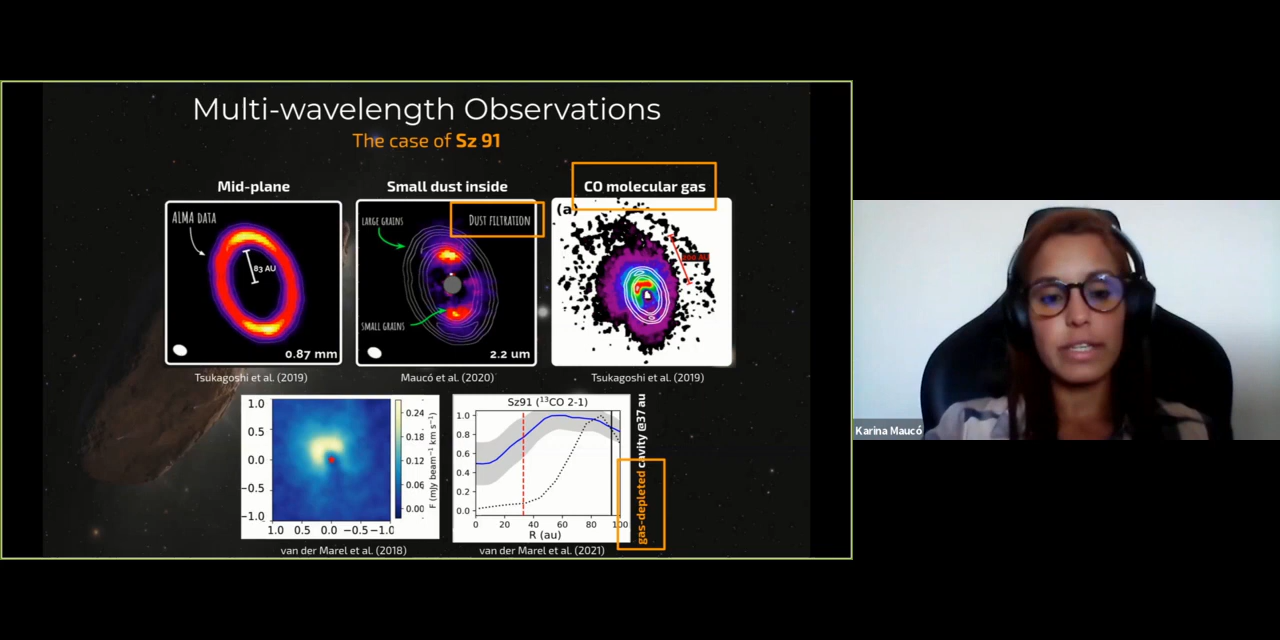 Multi-wavelength Observations
The case of Sz 91
Mid-plane
Small dust inside
CO molecular gas
ALMA DATA
83 AU
0.87 mm
LARGE GRAINS
DUST FILTRATION
SMALL GRAINS
2.2 um
(a)
Tsukagoshi et al. (2019)
Maucó et al. (2020)
Tsukagoshi et al. (2019)
1.0
0.5
0.0
−0.5
−1.0
1.0 0.5 0.0 −0.5 −1.0
0.24
0.18
0.12
0.06
0.00
F (mJy beam⁻¹ km s⁻¹)
Sz91 (¹³CO 2-1)
1.0
0.8
0.6
0.4
0.2
0.0
0 20 40 60 80 100
R (au)
gas-depleted cavity @37 au
van der Marel et al. (2018)
van der Marel et al. (2021)
Karina Maucó